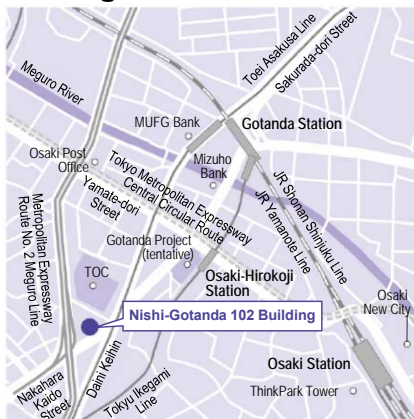 Toei Asakusa Line
Sakurada-dori Street
Meguro River
MUFG Bank
Gotanda Station
Osaki Post
Office
Mizuho
Bank
Tokyo Metropolitan Expressway
Central Circular Route
Yamate-dori
Street
JR Shonan Shinjuku Line
JR Yamanote Line
Metropolitan Expressway
Route No. 2 Meguro Line
Gotanda Project
(tentative)
TOC
Osaki-Hirokoji
Station
Osaki
New City
Nishi-Gotanda 102 Building
Osaki Station
Nakahara
Kaido
Street
Daini Keihin
Tokyu Ikegami
Line
ThinkPark Tower